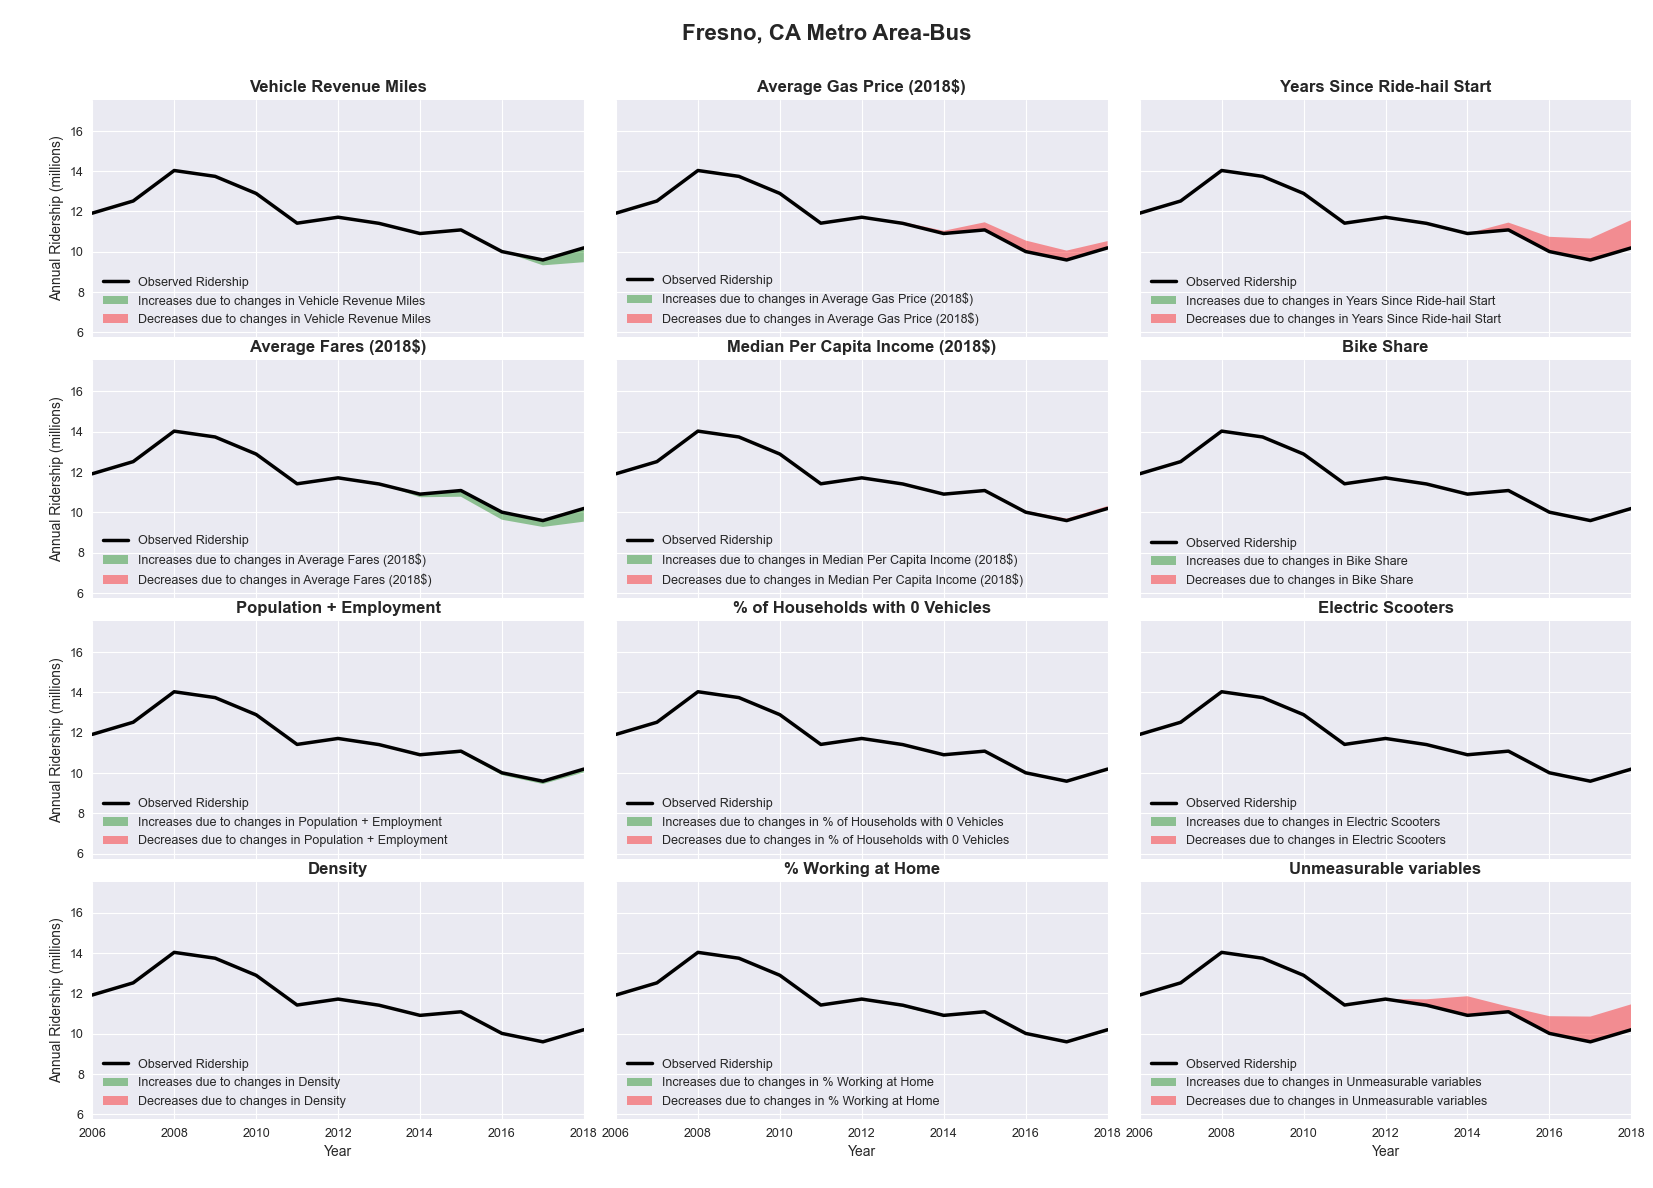 Fresno, CA Metro Area-Bus
Vehicle Revenue Miles
Annual Ridership (millions)
16
14
12
10
8
6
Observed Ridership
Increases due to changes in Vehicle Revenue Miles
Decreases due to changes in Vehicle Revenue Miles
Average Gas Price (2018$)
Observed Ridership
Increases due to changes in Average Gas Price (2018$)
Decreases due to changes in Average Gas Price (2018$)
Years Since Ride-hail Start
Observed Ridership
Increases due to changes in Years Since Ride-hail Start
Decreases due to changes in Years Since Ride-hail Start
Average Fares (2018$)
Annual Ridership (millions)
16
14
12
10
8
6
Observed Ridership
Increases due to changes in Average Fares (2018$)
Decreases due to changes in Average Fares (2018$)
Median Per Capita Income (2018$)
Observed Ridership
Increases due to changes in Median Per Capita Income (2018$)
Decreases due to changes in Median Per Capita Income (2018$)
Bike Share
Observed Ridership
Increases due to changes in Bike Share
Decreases due to changes in Bike Share
Population + Employment
Annual Ridership (millions)
16
14
12
10
8
6
Observed Ridership
Increases due to changes in Population + Employment
Decreases due to changes in Population + Employment
% of Households with 0 Vehicles
Observed Ridership
Increases due to changes in % of Households with 0 Vehicles
Decreases due to changes in % of Households with 0 Vehicles
Electric Scooters
Observed Ridership
Increases due to changes in Electric Scooters
Decreases due to changes in Electric Scooters
Density
Annual Ridership (millions)
16
14
12
10
8
6
Observed Ridership
Increases due to changes in Density
Decreases due to changes in Density
2006 2008 2010 2012 2014 2016 2018
Year
% Working at Home
Observed Ridership
Increases due to changes in % Working at Home
Decreases due to changes in % Working at Home
2006 2008 2010 2012 2014 2016 2018
Year
Unmeasurable variables
Observed Ridership
Increases due to changes in Unmeasurable variables
Decreases due to changes in Unmeasurable variables
2006 2008 2010 2012 2014 2016 2018
Year